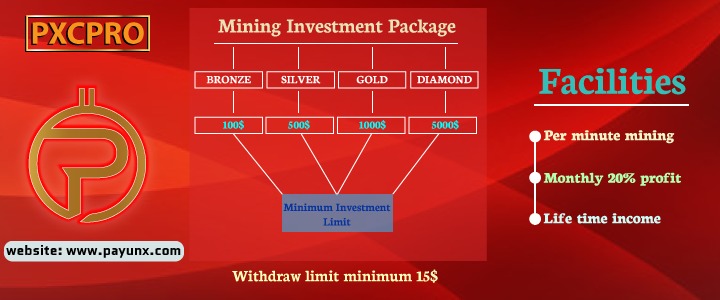 PXCPRO
Mining Investment Package
BRONZE SILVER GOLD DIAMOND
100$ 500$ 1000$ 5000$
Minimum Investment
Limit
Facilities
Per minute mining
Monthly 20% profit
Life time income
website: www.payunx.com
Withdraw limit minimum 15$